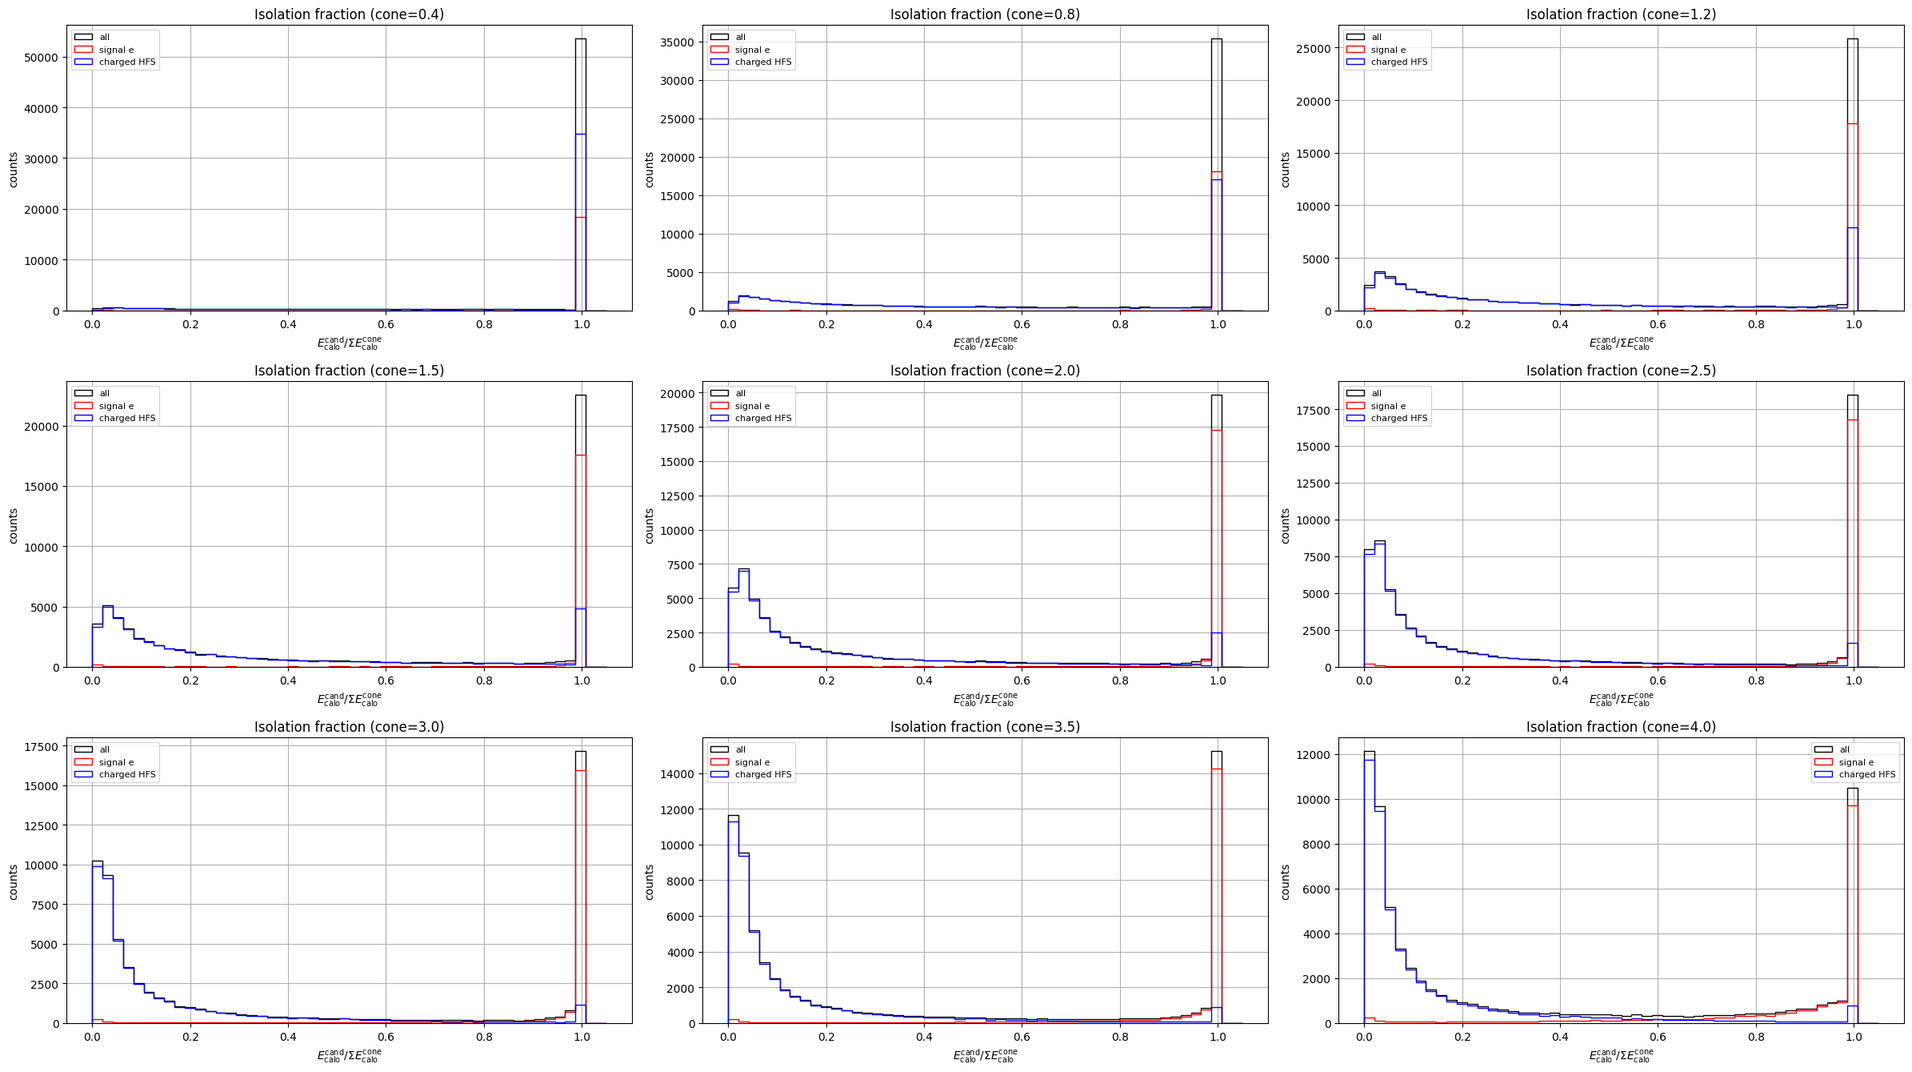 Isolation fraction (cone=0.4)
counts
50000
40000
30000
20000
10000
0
all
signal e
charged HFS
0.0 0.2 0.4 0.6 0.8 1.0
E_calo^cand/ΣE_calo^cone
Isolation fraction (cone=0.8)
counts
35000
30000
25000
20000
15000
10000
5000
0
all
signal e
charged HFS
0.0 0.2 0.4 0.6 0.8 1.0
E_calo^cand/ΣE_calo^cone
Isolation fraction (cone=1.2)
counts
25000
20000
15000
10000
5000
0
all
signal e
charged HFS
0.0 0.2 0.4 0.6 0.8 1.0
E_calo^cand/ΣE_calo^cone
Isolation fraction (cone=1.5)
counts
20000
15000
10000
5000
0
all
signal e
charged HFS
0.0 0.2 0.4 0.6 0.8 1.0
E_calo^cand/ΣE_calo^cone
Isolation fraction (cone=2.0)
counts
20000
17500
15000
12500
10000
7500
5000
2500
0
all
signal e
charged HFS
0.0 0.2 0.4 0.6 0.8 1.0
E_calo^cand/ΣE_calo^cone
Isolation fraction (cone=2.5)
counts
17500
15000
12500
10000
7500
5000
2500
0
all
signal e
charged HFS
0.0 0.2 0.4 0.6 0.8 1.0
E_calo^cand/ΣE_calo^cone
Isolation fraction (cone=3.0)
counts
17500
15000
12500
10000
7500
5000
2500
0
all
signal e
charged HFS
0.0 0.2 0.4 0.6 0.8 1.0
E_calo^cand/ΣE_calo^cone
Isolation fraction (cone=3.5)
counts
14000
12000
10000
8000
6000
4000
2000
0
all
signal e
charged HFS
0.0 0.2 0.4 0.6 0.8 1.0
E_calo^cand/ΣE_calo^cone
Isolation fraction (cone=4.0)
counts
12000
10000
8000
6000
4000
2000
0
all
signal e
charged HFS
0.0 0.2 0.4 0.6 0.8 1.0
E_calo^cand/ΣE_calo^cone